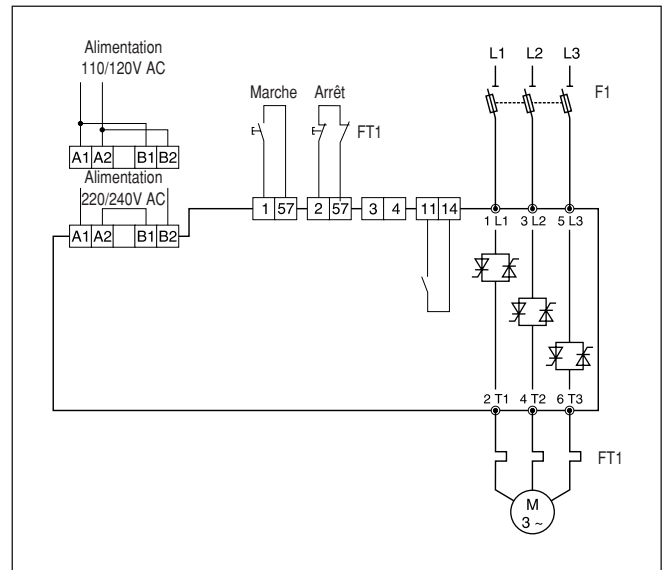 Alimentation
110/120V AC
A1 A2 B1 B2
Alimentation
220/240V AC
A1 A2 B1 B2
Marche Arrêt
FT1
1 57 2 57 3 4 11 14
L1 L2 L3
F1
1 L1 3 L2 5 L3
2 T1 4 T2 6 T3
FT1
M
3 ~